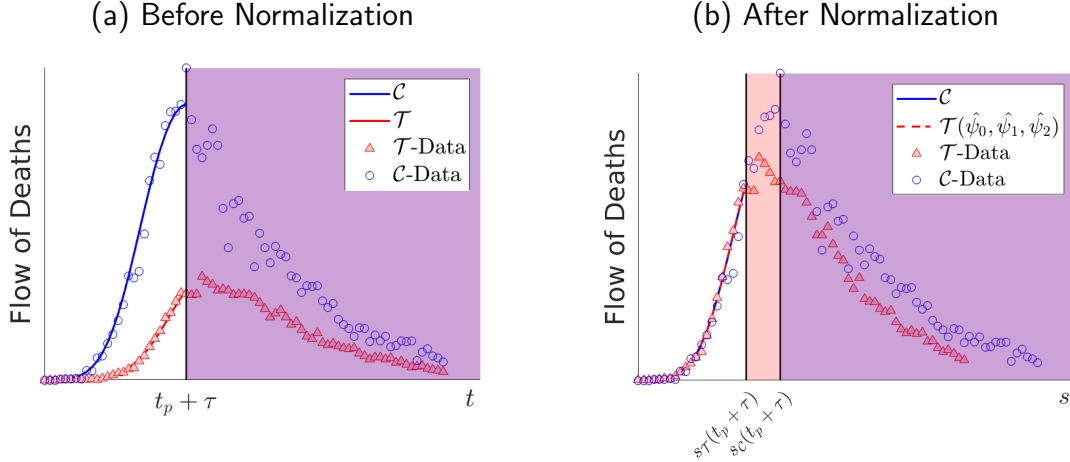 (a) Before Normalization
Flow of Deaths
𝒞
𝒯
𝒯-Data
𝒞-Data
t_p + τ
t
(b) After Normalization
Flow of Deaths
𝒞
𝒯(ψ̂_0, ψ̂_1, ψ̂_2)
𝒯-Data
𝒞-Data
s_𝒯(t_p + τ)
s_𝒞(t_p + τ)
s